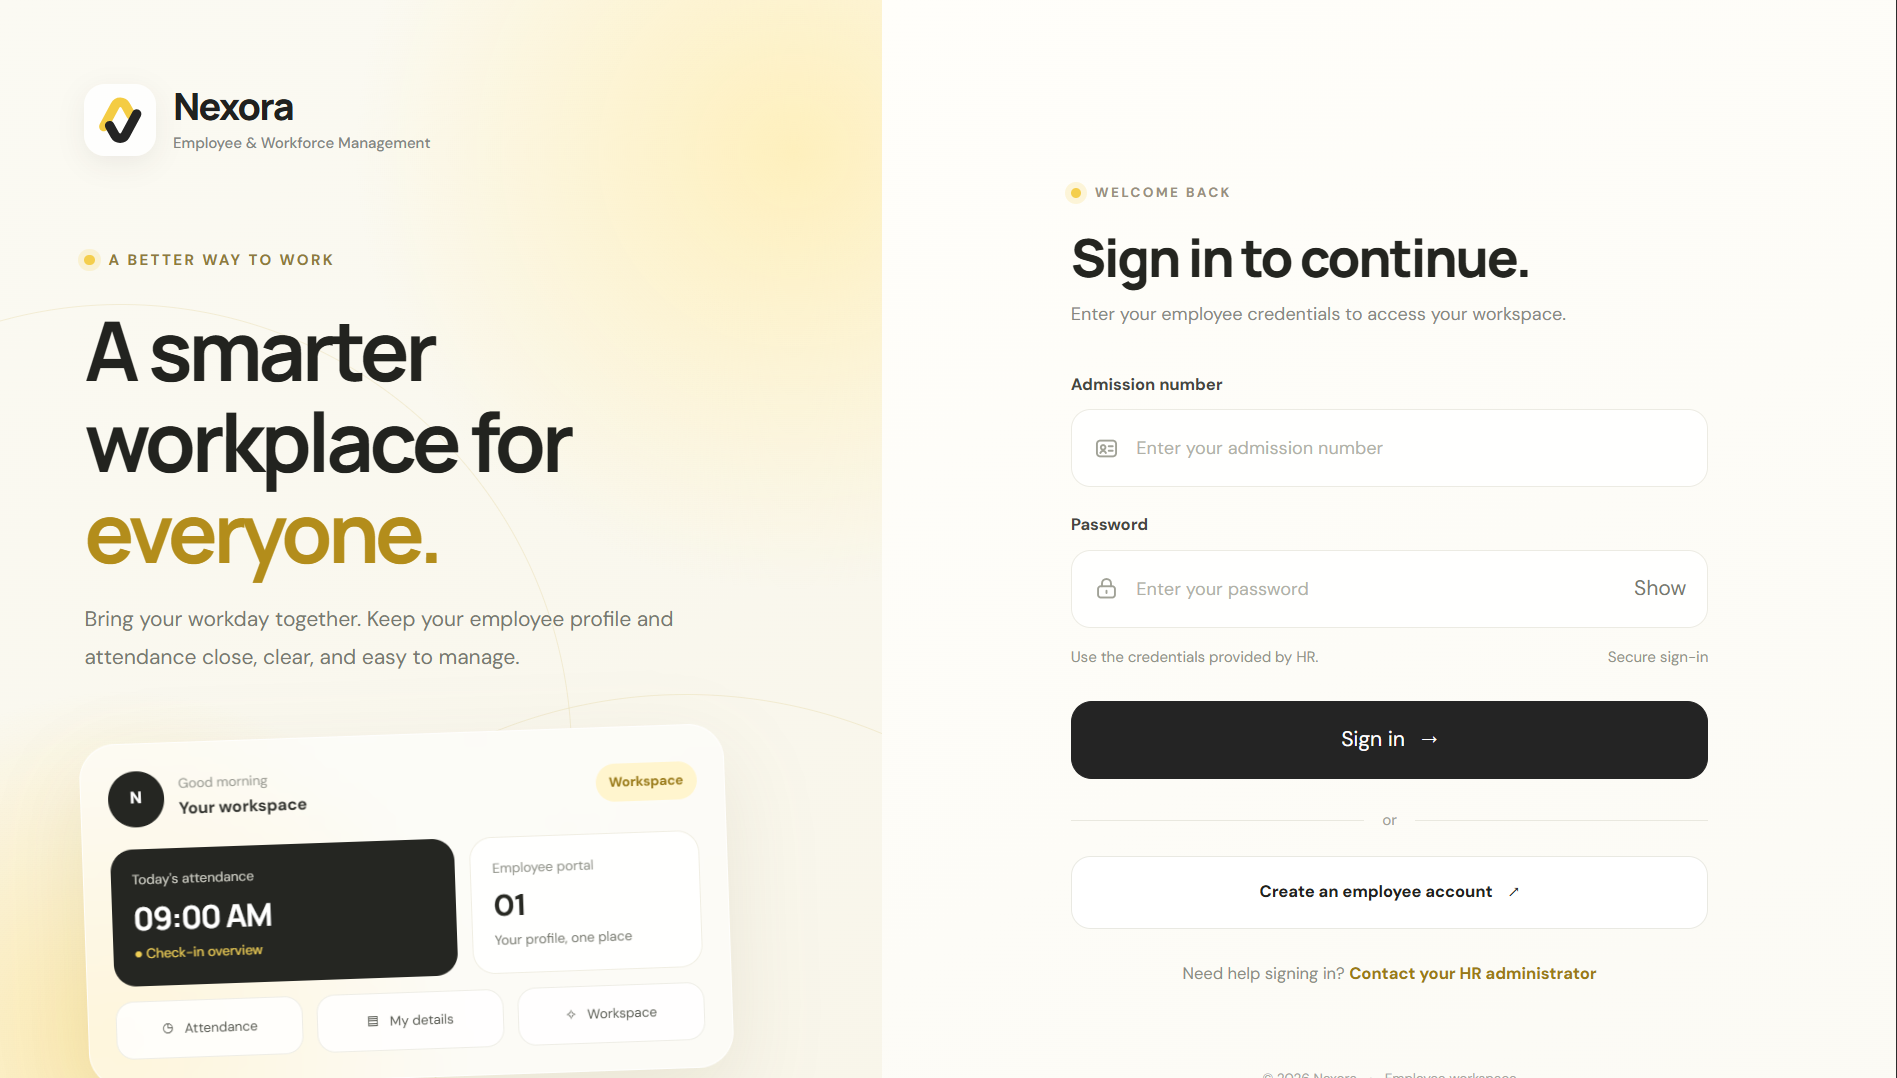 Nexora
Employee & Workforce Management
A BETTER WAY TO WORK
A smarter
workplace for
everyone.
Bring your workday together. Keep your employee profile and
attendance close, clear, and easy to manage.
N
Good morning
Your workspace
Workspace
Today's attendance
09:00 AM
Check-in overview
Employee portal
01
Your profile, one place
Attendance
My details
Workspace
WELCOME BACK
Sign in to continue.
Enter your employee credentials to access your workspace.
Admission number
Enter your admission number
Password
Enter your password
Show
Use the credentials provided by HR.
Secure sign-in
Sign in →
or
Create an employee account ↗
Need help signing in? Contact your HR administrator
© 2026 Nexora
Employee workspace